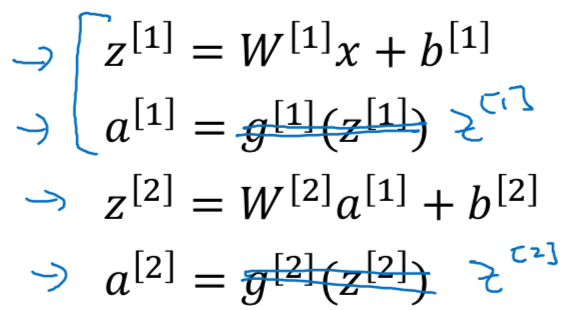 → z^[1] = W^[1]x + b^[1]
→ a^[1] = g^[1](z^[1]) z^[1]
→ z^[2] = W^[2]a^[1] + b^[2]
→ a^[2] = g^[2](z^[2]) z^[2]